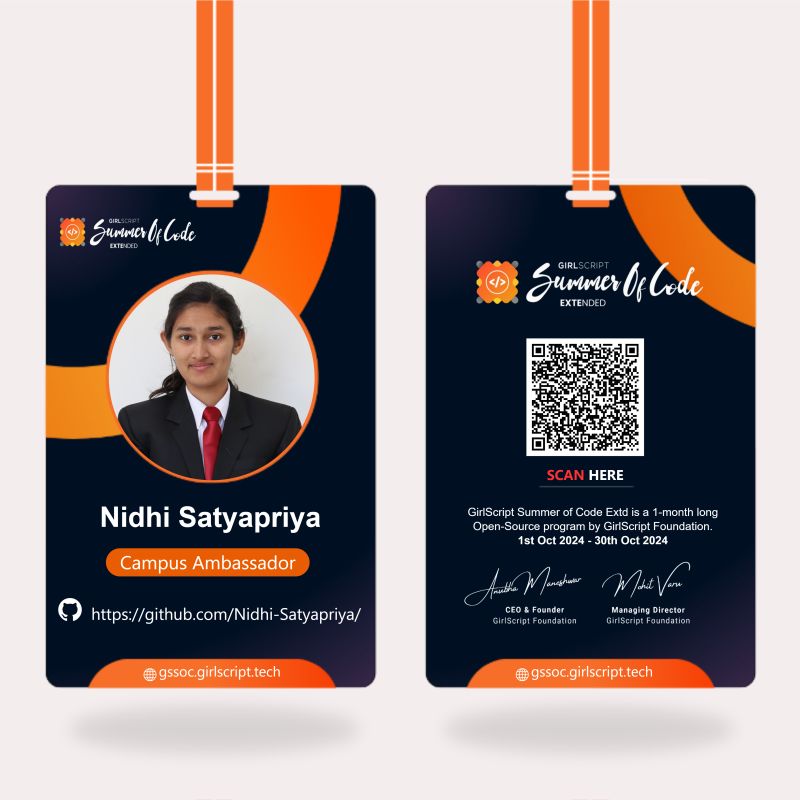 GIRLSCRIPT
Summer Of Code
EXTENDED
Nidhi Satyapriya
Campus Ambassador
https://github.com/Nidhi-Satyapriya/
gssoc.girlscript.tech
GIRLSCRIPT
</>
Summer Of Code
EXTENDED
SCAN HERE
GirlScript Summer of Code Extd is a 1-month long
Open-Source program by GirlScript Foundation.
1st Oct 2024 - 30th Oct 2024
Anubha Maneshwar
Mohit Varu
CEO & Founder
Managing Director
GirlScript Foundation
GirlScript Foundation
gssoc.girlscript.tech